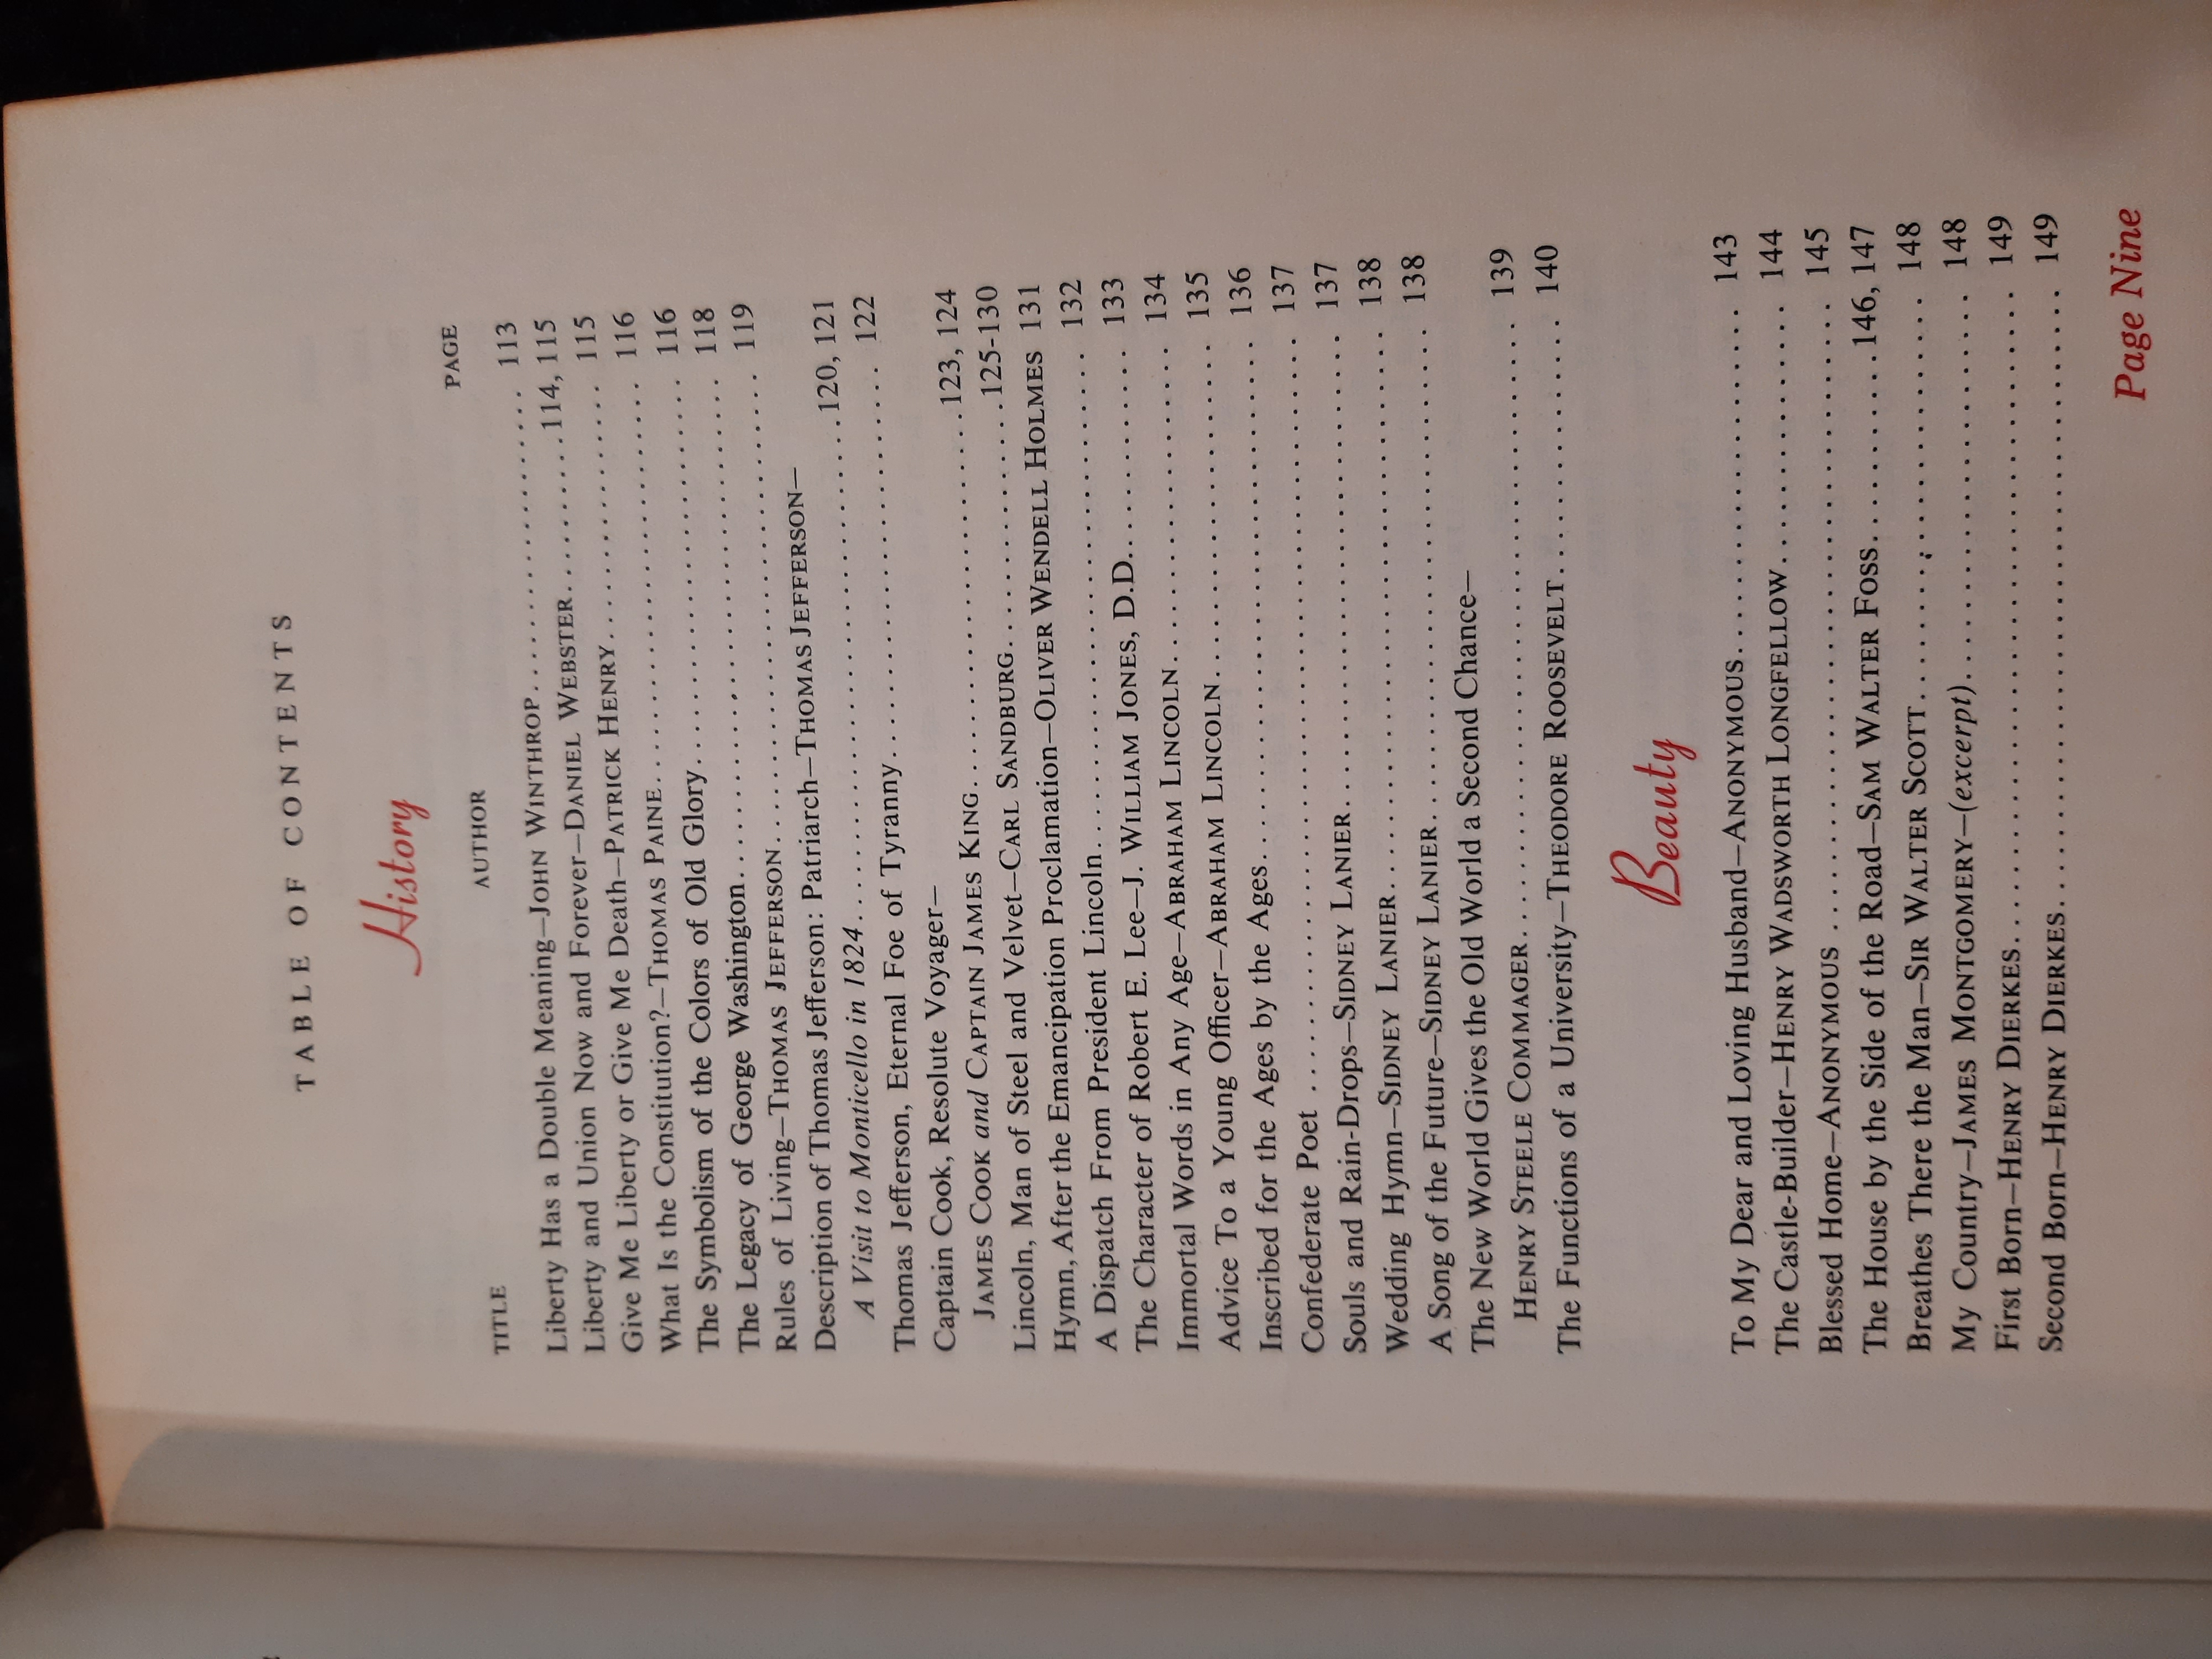 TABLE OF CONTENTS
History
TITLE AUTHOR PAGE
Liberty Has a Double Meaning—JOHN WINTHROP.......................... 113
Liberty and Union Now and Forever—DANIEL WEBSTER...........114, 115
Give Me Liberty or Give Me Death—PATRICK HENRY................. 115
What Is the Constitution?—THOMAS PAINE............................ 116
The Symbolism of the Colors of Old Glory............................ 116
The Legacy of George Washington.................................... 118
Rules of Living—THOMAS JEFFERSON................................. 119
Description of Thomas Jefferson: Patriarch—THOMAS JEFFERSON—
A Visit to Monticello in 1824....................................120, 121
Thomas Jefferson, Eternal Foe of Tyranny............................ 122
Captain Cook, Resolute Voyager—
JAMES COOK and CAPTAIN JAMES KING...........................123, 124
Lincoln, Man of Steel and Velvet—CARL SANDBURG................125-130
Hymn, After the Emancipation Proclamation—OLIVER WENDELL HOLMES 131
A Dispatch From President Lincoln................................... 132
The Character of Robert E. Lee—J. WILLIAM JONES, D.D............... 133
Immortal Words in Any Age—ABRAHAM LINCOLN...................... 134
Advice To a Young Officer—ABRAHAM LINCOLN....................... 135
Inscribed for the Ages by the Ages................................... 136
Confederate Poet ................................................... 137
Souls and Rain-Drops—SIDNEY LANIER................................ 137
Wedding Hymn—SIDNEY LANIER...................................... 138
A Song of the Future—SIDNEY LANIER................................. 138
The New World Gives the Old World a Second Chance—
HENRY STEELE COMMAGER.......................................... 139
The Functions of a University—THEODORE ROOSEVELT................. 140
Beauty
To My Dear and Loving Husband—ANONYMOUS........................ 143
The Castle-Builder—HENRY WADSWORTH LONGFELLOW................. 144
Blessed Home—ANONYMOUS .......................................... 145
The House by the Side of the Road—SAM WALTER FOSS............146, 147
Breathes There the Man—SIR WALTER SCOTT........................... 148
My Country—JAMES MONTGOMERY—(excerpt)........................... 148
First Born—HENRY DIERKES.......................................... 149
Second Born—HENRY DIERKES........................................ 149
Page Nine